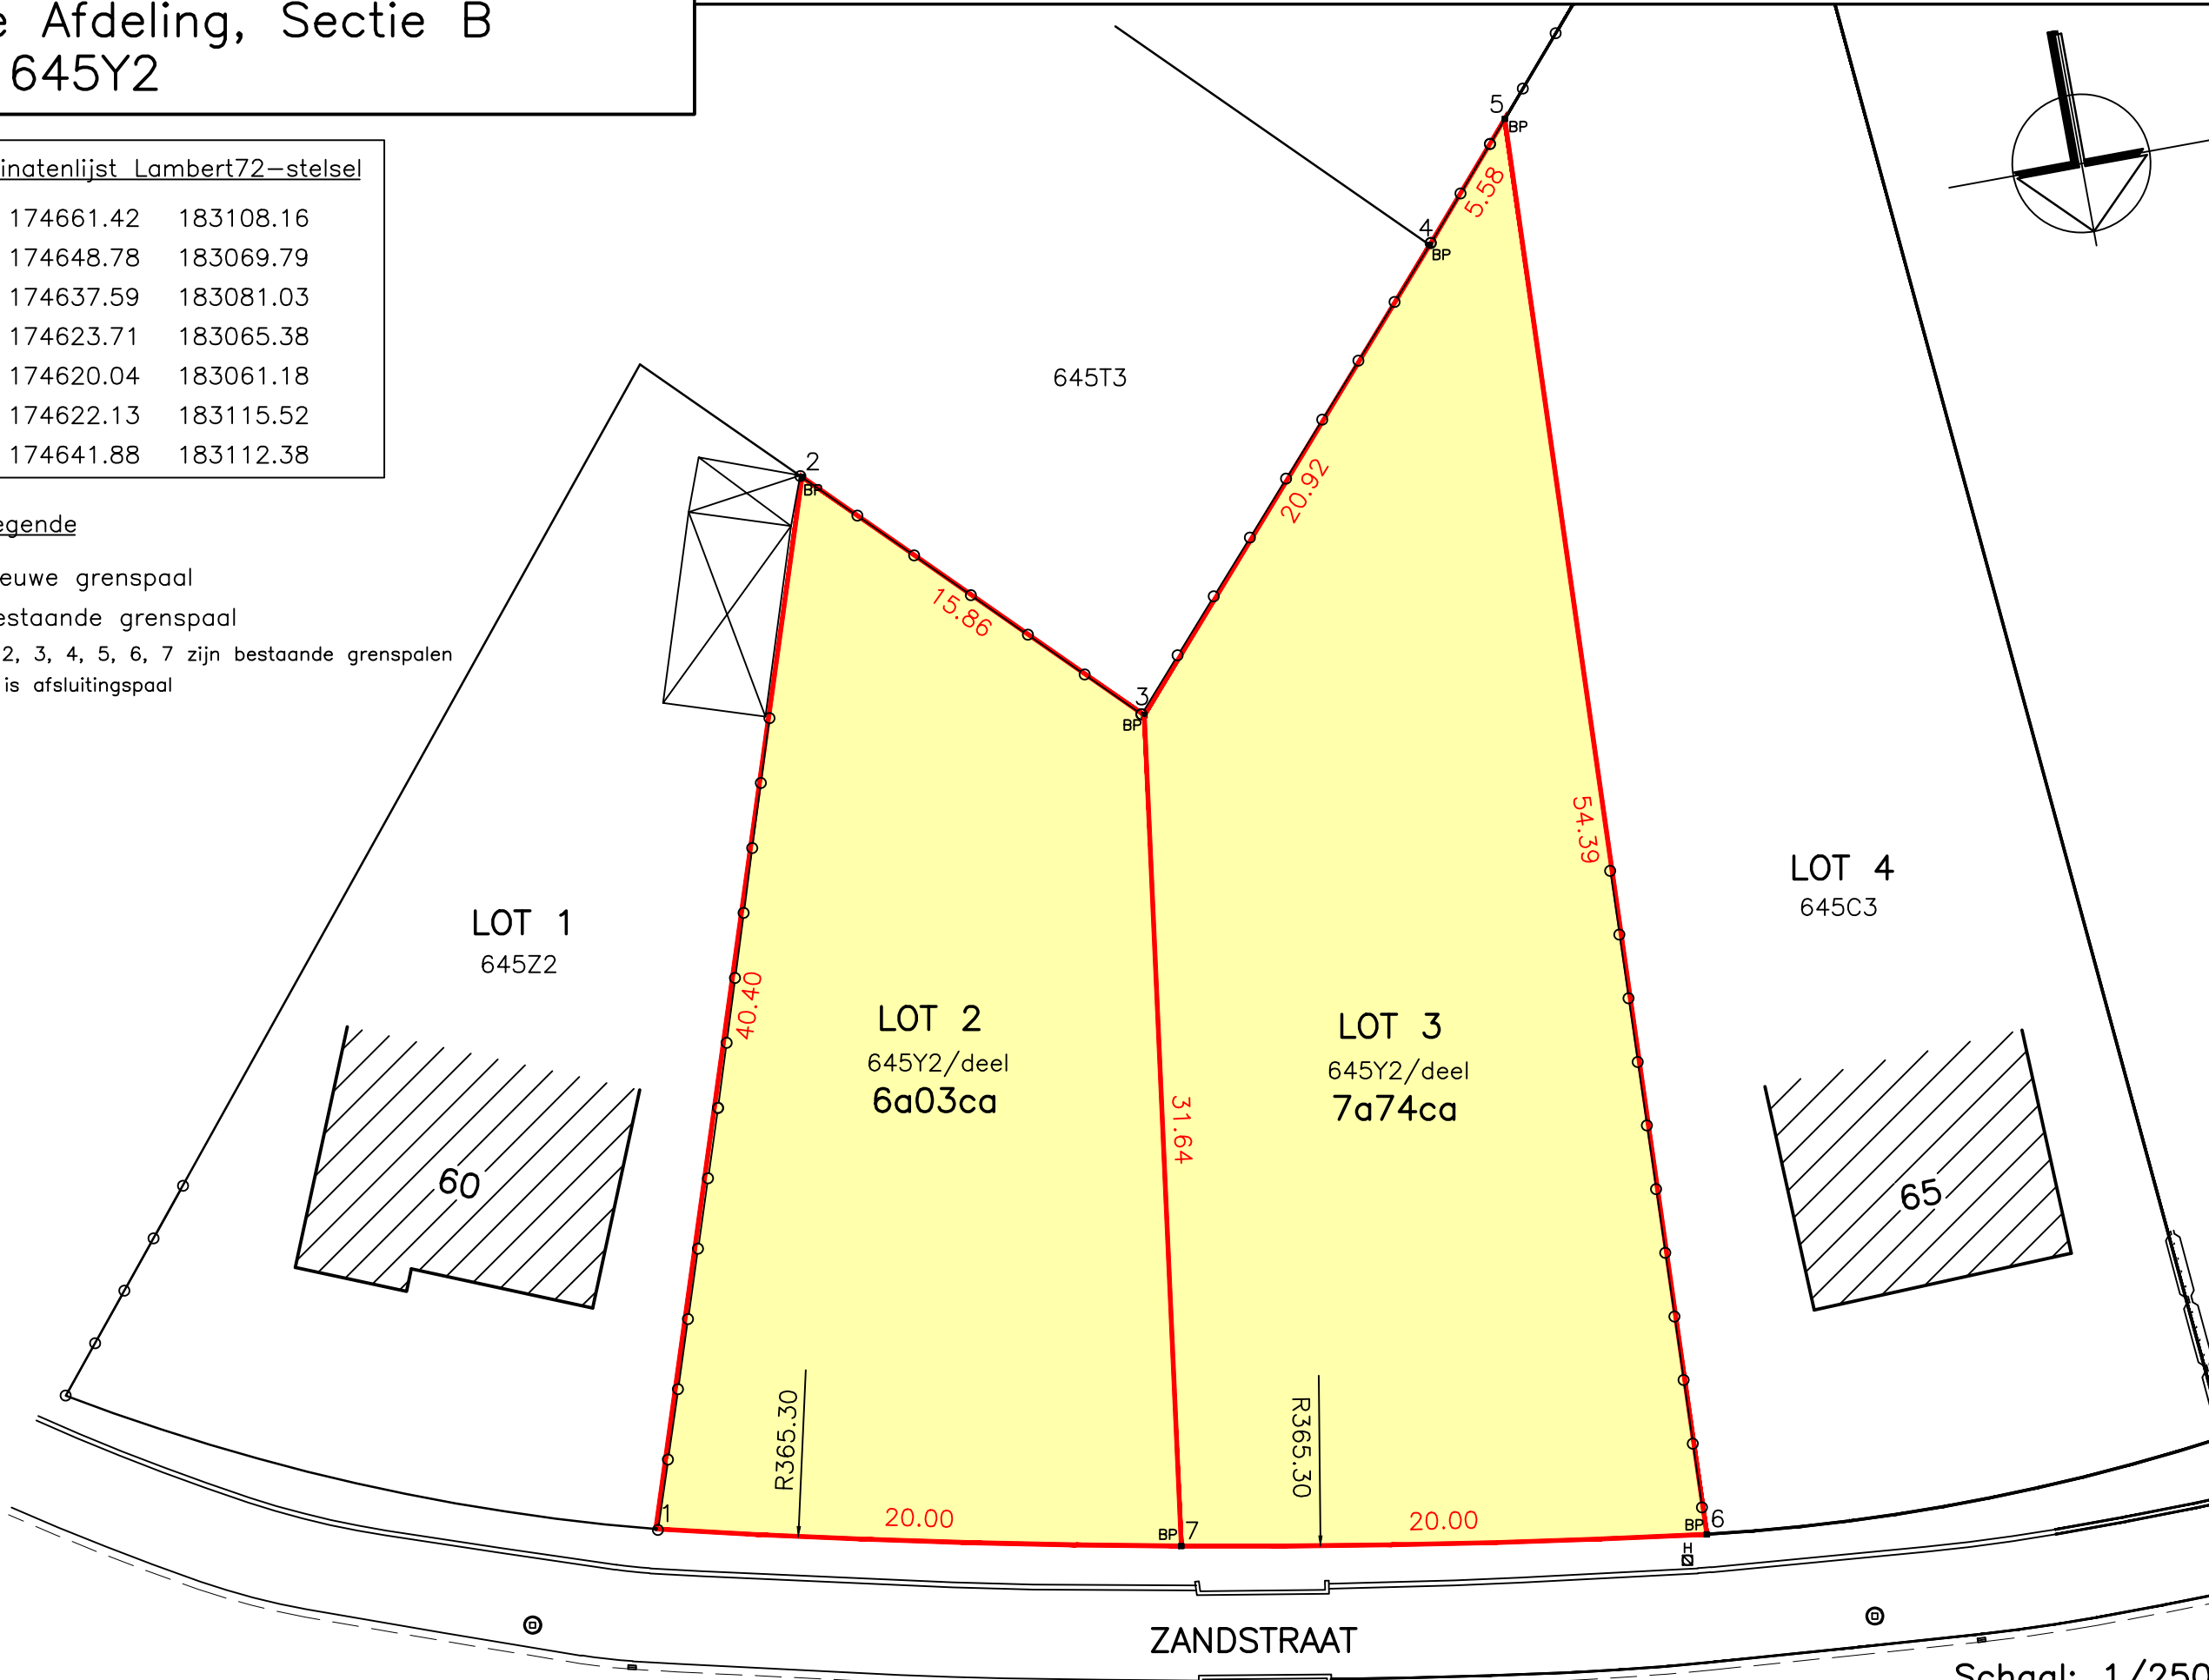 Afdeling, Sectie B
645Y2
Lambert72-stelsel
174661.42 183108.16
174648.78 183069.79
174637.59 183081.03
174623.71 183065.38
174620.04 183061.18
174622.13 183115.52
174641.88 183112.38
grenspaal
grenspaal
2, 3, 4, 5, 6, 7 zijn bestaande grenspalen
is afsluitingspaal
5
BP
5.58
4
BP
645T3
2
BP
20.92
15.86
3
BP
54.39
LOT 4
645C3
LOT 1
645Z2
40.40
LOT 2
645Y2/deel
6a03ca
LOT 3
645Y2/deel
7a74ca
31.64
60
65
R365.30
R365.30
1
20.00
BP 7
20.00
BP 6
H
ZANDSTRAAT
Schaal: 1/250